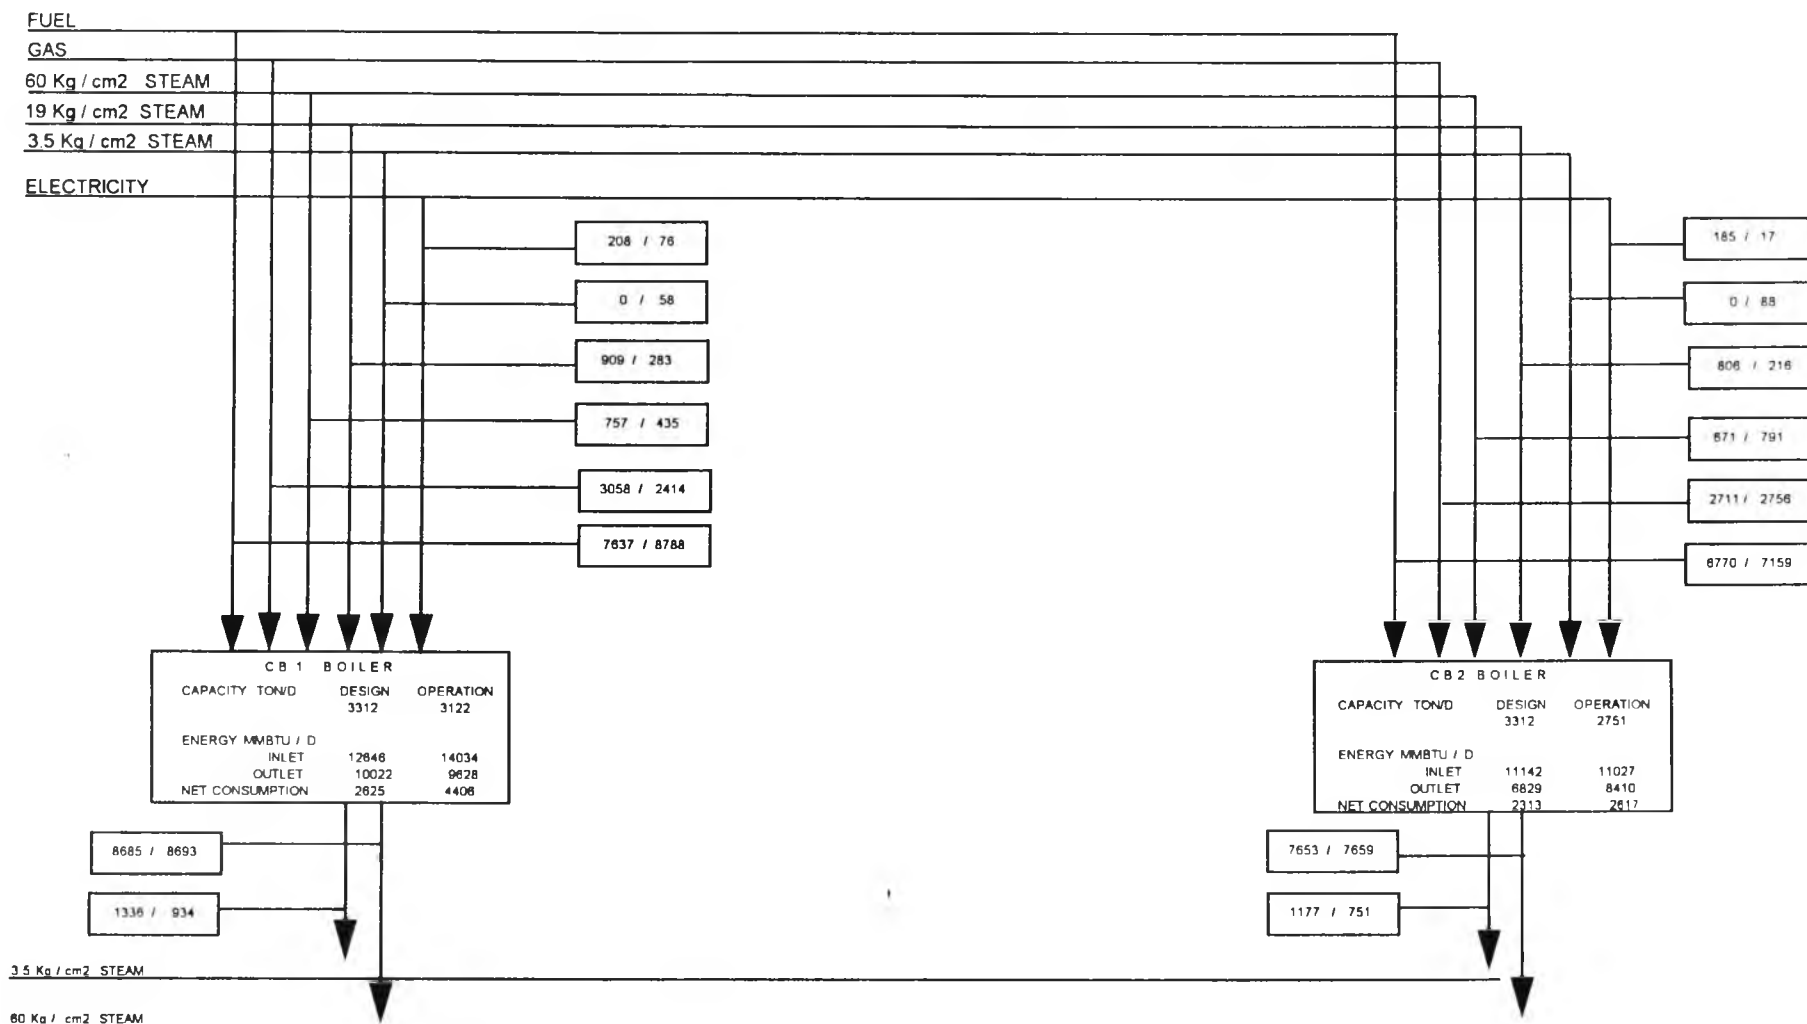 FUEL
GAS
60 Kg / cm2 STEAM
19 Kg / cm2 STEAM
3.5 Kg / cm2 STEAM
ELECTRICITY
208 / 76
0 / 58
909 / 283
757 / 435
3058 / 2414
7637 / 8788
185 / 17
0 / 88
806 / 216
671 / 791
2711 / 2756
6770 / 7159
CB 1 BOILER
CAPACITY TON/D DESIGN OPERATION
3312 3122
ENERGY MMBTU / D
INLET 12646 14034
OUTLET 10022 9628
NET CONSUMPTION 2625 4406
8685 / 8693
1336 / 934
CB2 BOILER
CAPACITY TON/D DESIGN OPERATION
3312 2751
ENERGY MMBTU / D
INLET 11142 11027
OUTLET 6829 8410
NET CONSUMPTION 2313 2617
7653 / 7659
1177 / 751
3.5 Kg / cm2 STEAM
60 Kg / cm2 STEAM